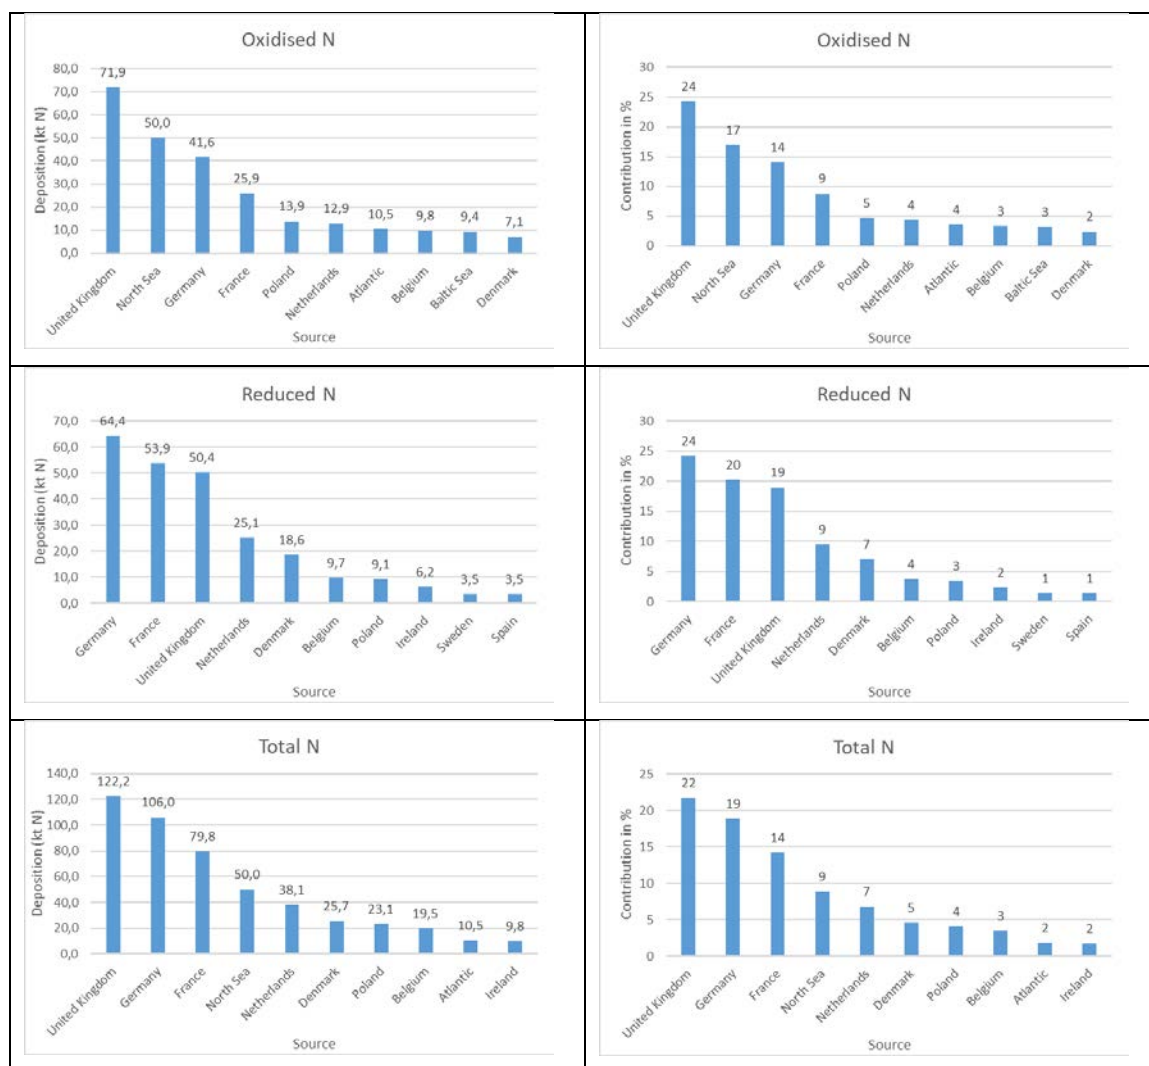 Oxidised N
Deposition (kt N)
80,0
70,0
60,0
50,0
40,0
30,0
20,0
10,0
0,0
71,9
50,0
41,6
25,9
13,9
12,9
10,5
9,8
9,4
7,1
United Kingdom
North Sea
Germany
France
Poland
Netherlands
Atlantic
Belgium
Baltic Sea
Denmark
Source
Oxidised N
Contribution in %
30
25
20
15
10
5
0
24
17
14
9
5
4
4
3
3
2
United Kingdom
North Sea
Germany
France
Poland
Netherlands
Atlantic
Belgium
Baltic Sea
Denmark
Source
Reduced N
Deposition (kt N)
70,0
60,0
50,0
40,0
30,0
20,0
10,0
0,0
64,4
53,9
50,4
25,1
18,6
9,7
9,1
6,2
3,5
3,5
Germany
France
United Kingdom
Netherlands
Denmark
Belgium
Poland
Ireland
Sweden
Spain
Source
Reduced N
Contribution in %
30
25
20
15
10
5
0
24
20
19
9
7
4
3
2
1
1
Germany
France
United Kingdom
Netherlands
Denmark
Belgium
Poland
Ireland
Sweden
Spain
Source
Total N
Deposition (kt N)
140,0
120,0
100,0
80,0
60,0
40,0
20,0
0,0
122,2
106,0
79,8
50,0
38,1
25,7
23,1
19,5
10,5
9,8
United Kingdom
Germany
France
North Sea
Netherlands
Denmark
Poland
Belgium
Atlantic
Ireland
Source
Total N
Contribution in %
25
20
15
10
5
0
22
19
14
9
7
5
4
3
2
2
United Kingdom
Germany
France
North Sea
Netherlands
Denmark
Poland
Belgium
Atlantic
Ireland
Source